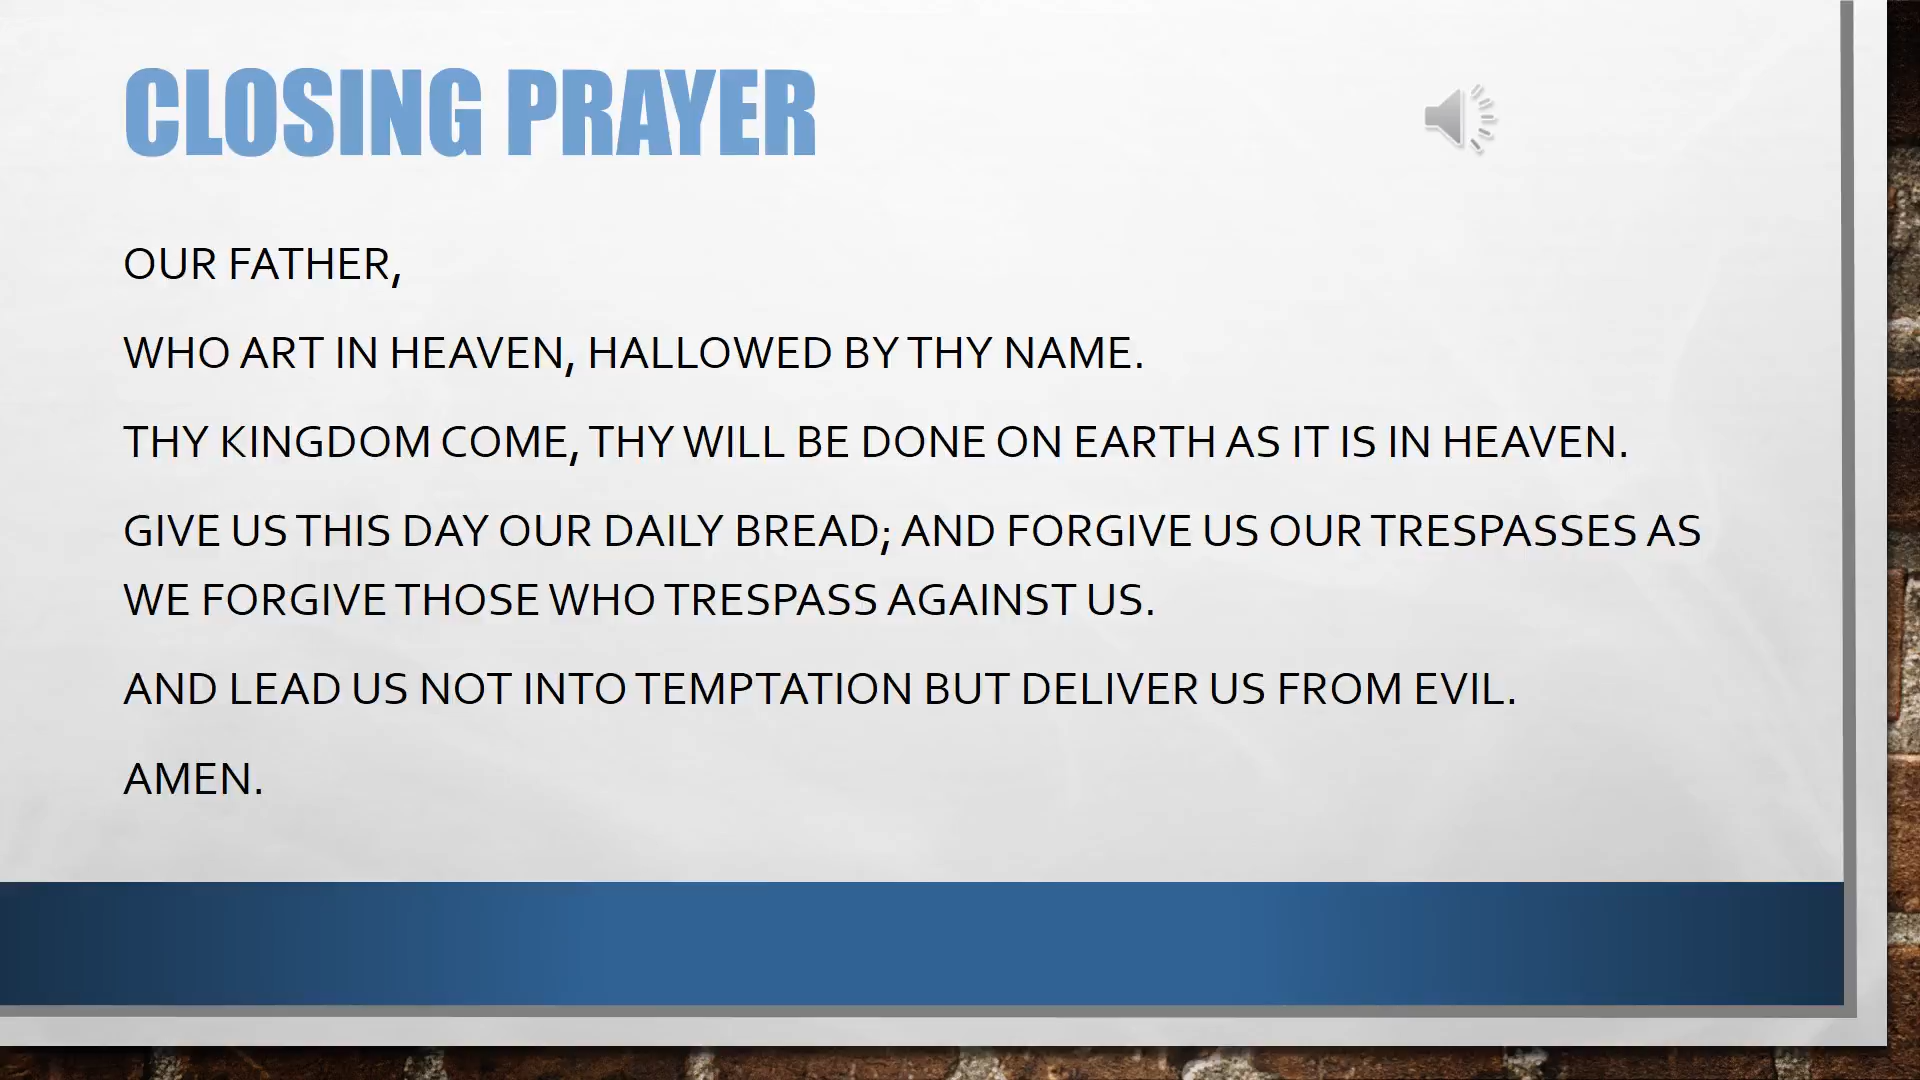 CLOSING PRAYER
OUR FATHER,
WHO ART IN HEAVEN, HALLOWED BY THY NAME.
THY KINGDOM COME, THY WILL BE DONE ON EARTH AS IT IS IN HEAVEN.
GIVE US THIS DAY OUR DAILY BREAD; AND FORGIVE US OUR TRESPASSES AS
WE FORGIVE THOSE WHO TRESPASS AGAINST US.
AND LEAD US NOT INTO TEMPTATION BUT DELIVER US FROM EVIL.
AMEN.